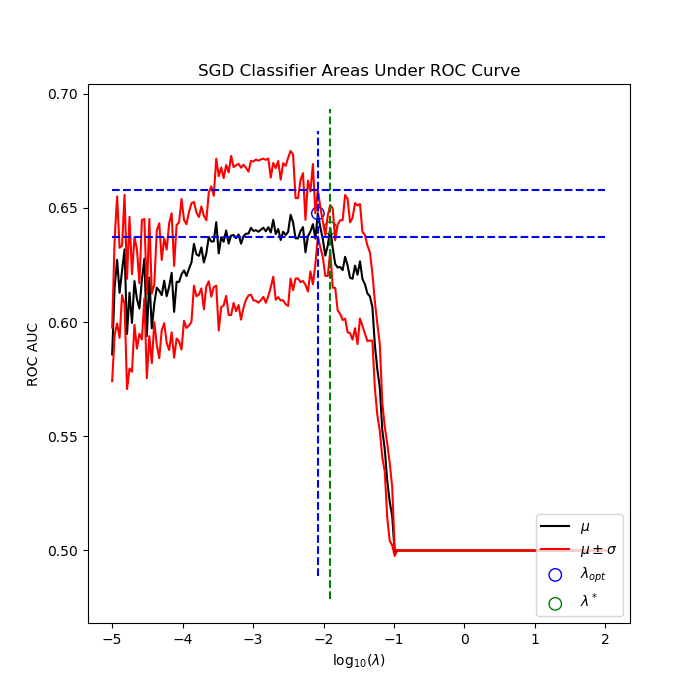 SGD Classifier Areas Under ROC Curve
0.70
0.65
0.60
0.55
0.50
ROC AUC
−5
−4
−3
−2
−1
0
1
2
log₁₀(λ)
μ
μ ± σ
λ_opt
λ*